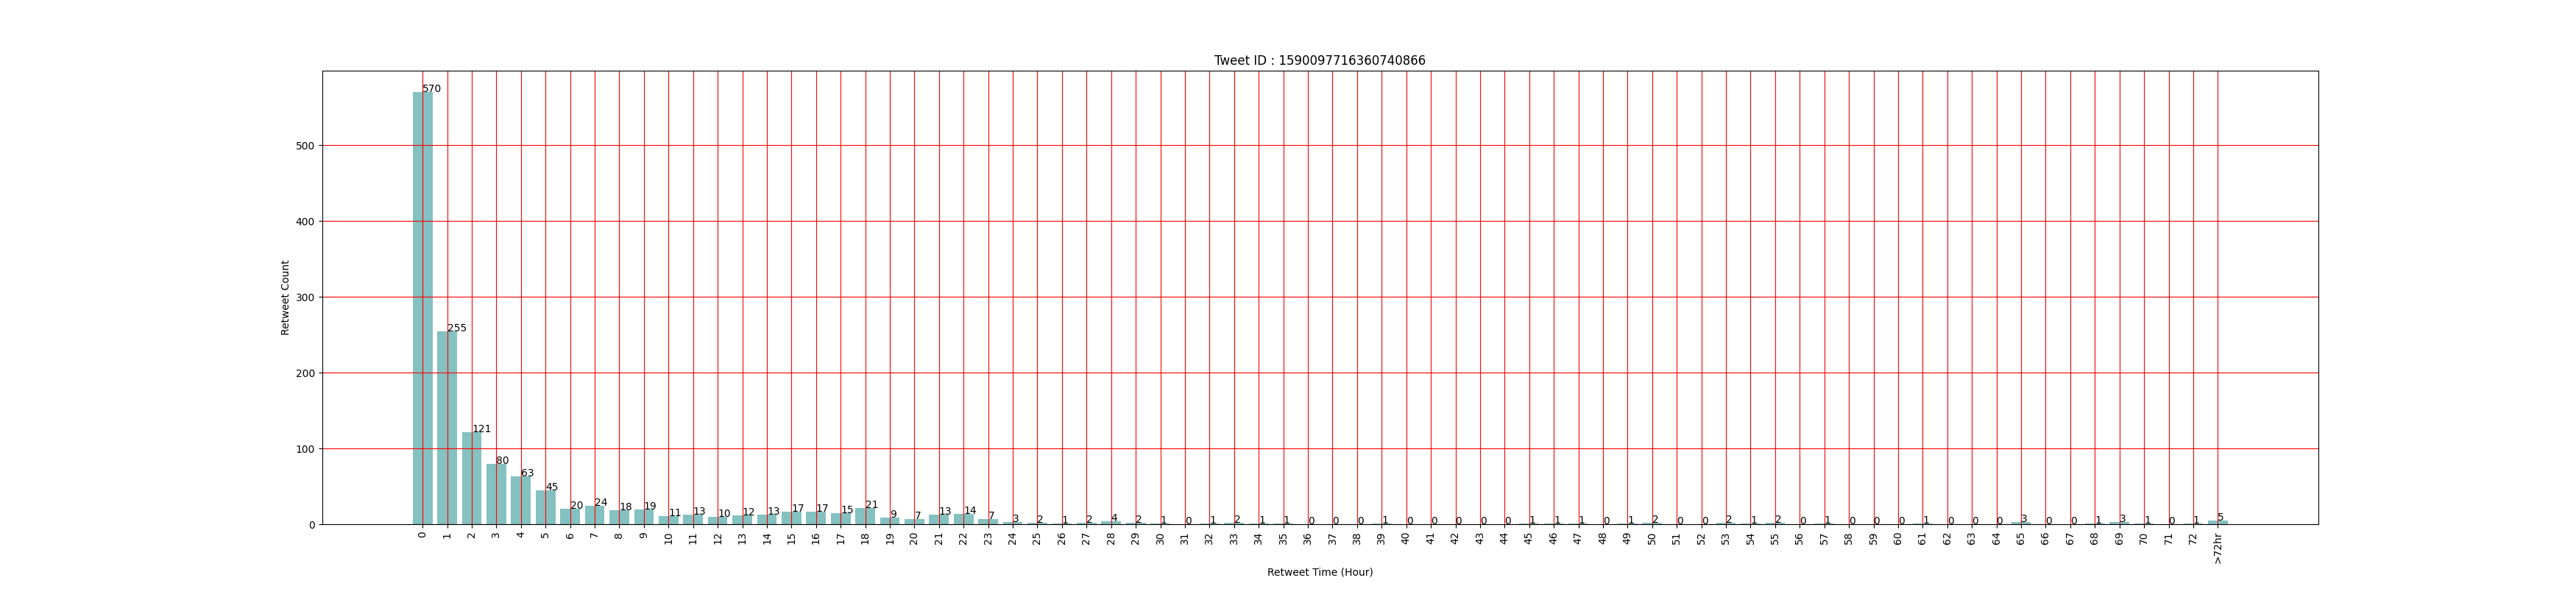 Tweet ID : 1590097716360740866
Retweet Count
500
400
300
200
100
0
570 255 121 80 63 45 20 24 18 19 11 13 10 12 13 17 17 15 21 9 7 13 14 7 3 2 1 2 4 2 1 0 1 2 1 1 0 0 0 1 0 0 0 0 0 1 1 1 0 1 2 0 0 2 1 2 0 1 0 0 0 1 0 0 0 3 0 0 1 3 1 0 1 5
0 1 2 3 4 5 6 7 8 9 10 11 12 13 14 15 16 17 18 19 20 21 22 23 24 25 26 27 28 29 30 31 32 33 34 35 36 37 38 39 40 41 42 43 44 45 46 47 48 49 50 51 52 53 54 55 56 57 58 59 60 61 62 63 64 65 66 67 68 69 70 71 72 >72hr
Retweet Time (Hour)